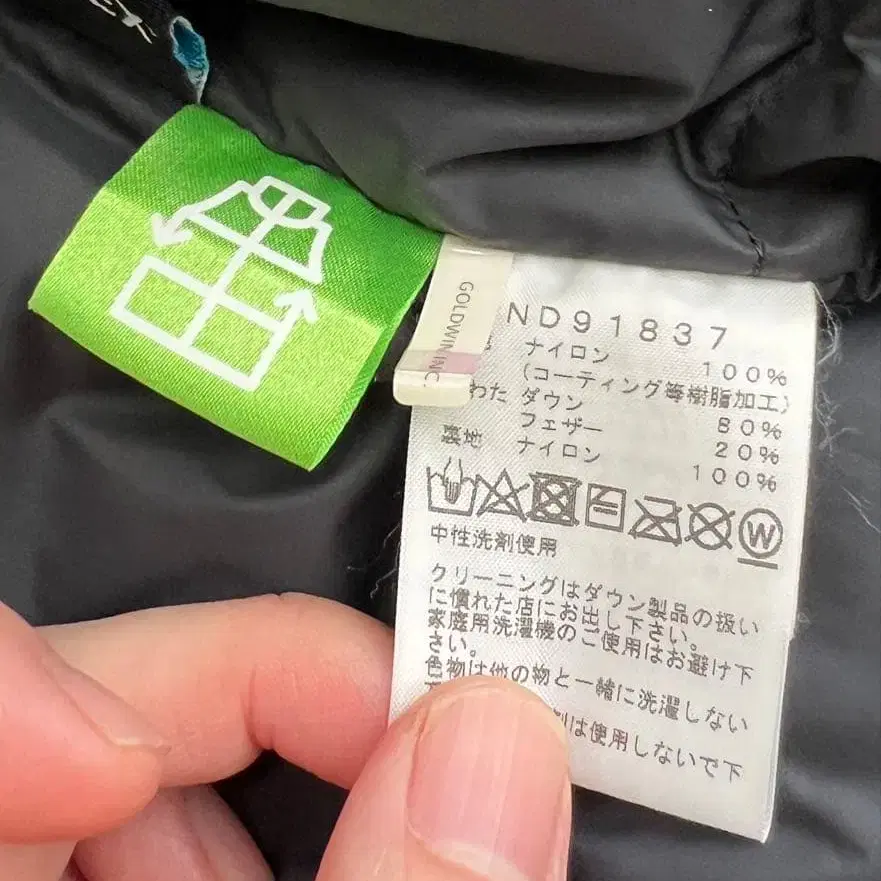 GOLDWIN INC.
ND91837
ナイロン 100%
(コーティング等樹脂加工)
わた ダウン 80%
フェザー 20%
裏地 ナイロン 100%
W
中性洗剤使用
クリーニングはダウン製品の扱い
に慣れた店にお出し下さい。
家庭用洗濯機のご使用はお避け下
さい。
色物は他の物と一緒に洗濯しない
は使用しないで下